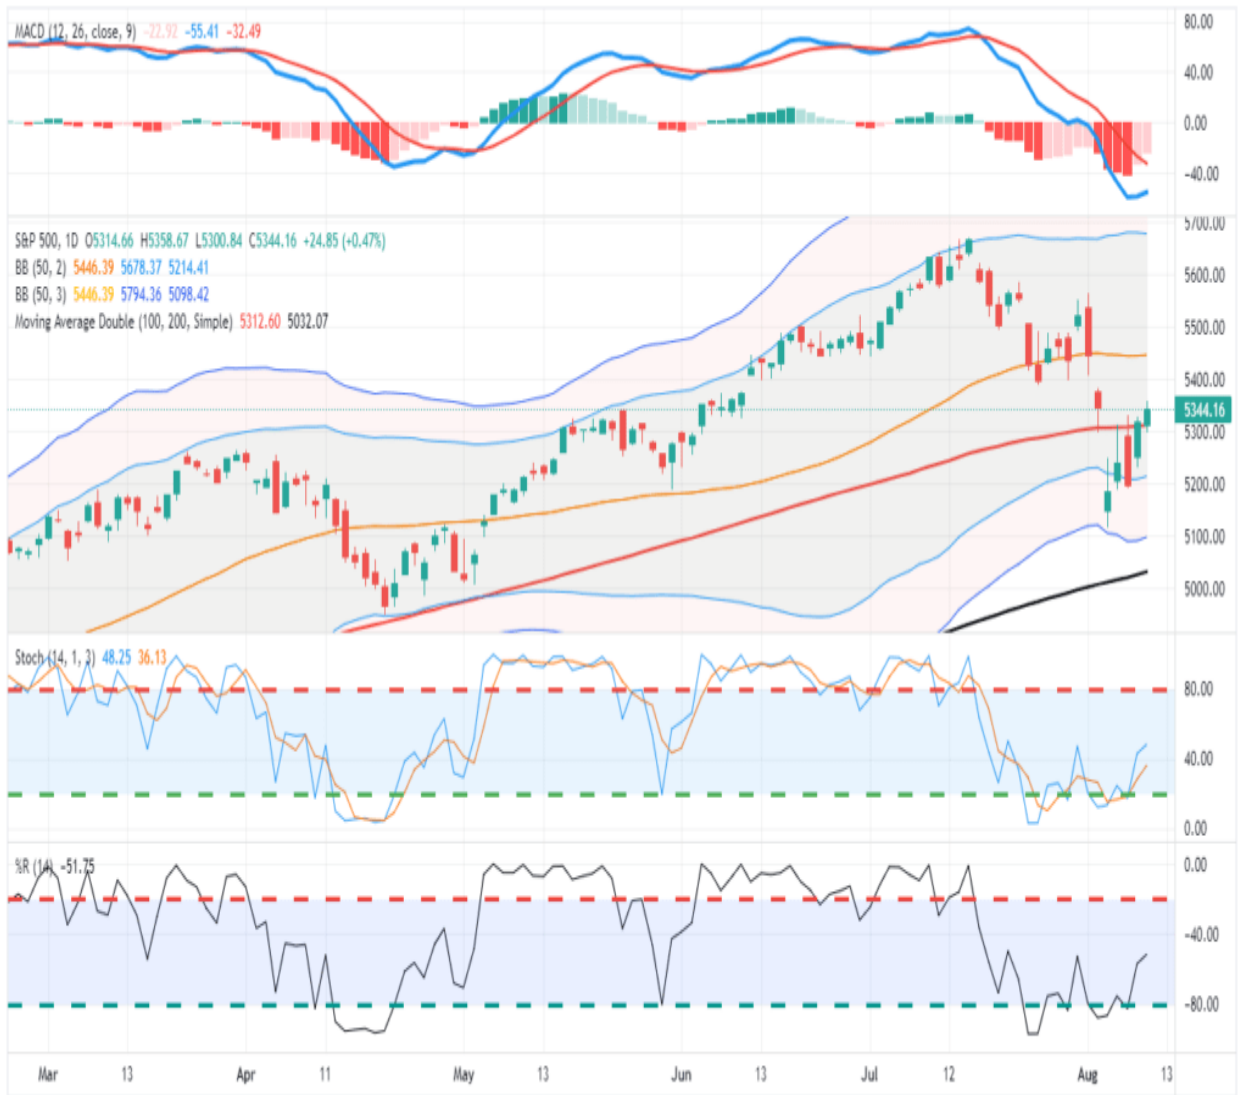 MACD (12, 26, close, 9) −22.92 −55.41 −32.49
80.00
40.00
0.00
−40.00
S&P 500, 1D O5314.66 H5358.67 L5300.84 C5344.16 +24.85 (+0.47%)
BB (50, 2) 5446.39 5678.37 5214.41
BB (50, 3) 5446.39 5794.36 5098.42
Moving Average Double (100, 200, Simple) 5312.60 5032.07
5700.00
5600.00
5500.00
5400.00
5344.16
5300.00
5200.00
5100.00
5000.00
Stoch (14, 1, 3) 48.25 36.13
80.00
40.00
0.00
%R (14) −51.75
0.00
−40.00
−80.00
Mar 13 Apr 11 May 13 Jun 13 Jul 12 Aug 13